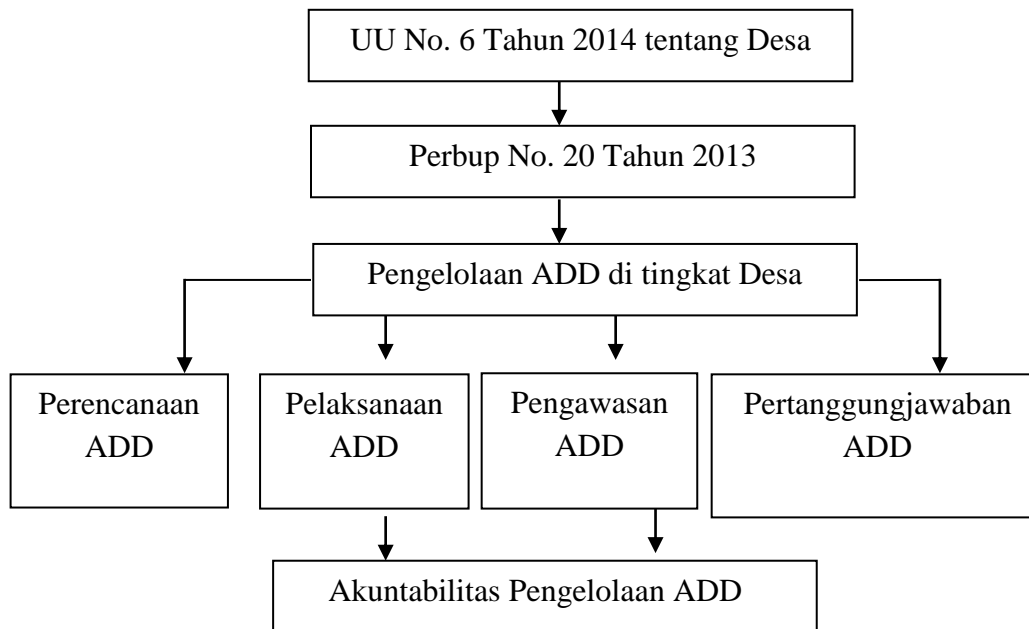 UU No. 6 Tahun 2014 tentang Desa
Perbup No. 20 Tahun 2013
Pengelolaan ADD di tingkat Desa
Perencanaan
ADD
Pelaksanaan
ADD
Pengawasan
ADD
Pertanggungjawaban
ADD
Akuntabilitas Pengelolaan ADD